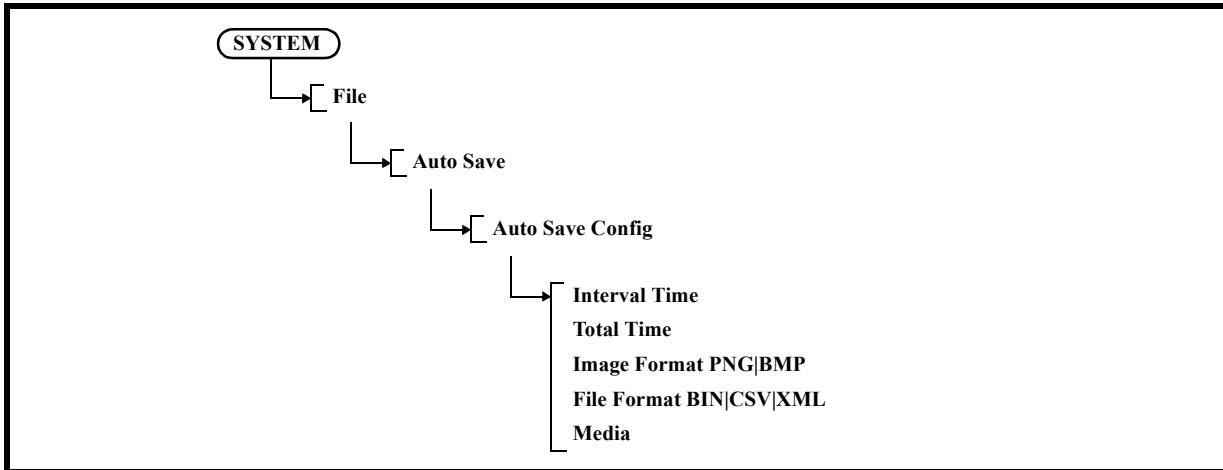 SYSTEM
File
Auto Save
Auto Save Config
Interval Time
Total Time
Image Format PNG|BMP
File Format BIN|CSV|XML
Media